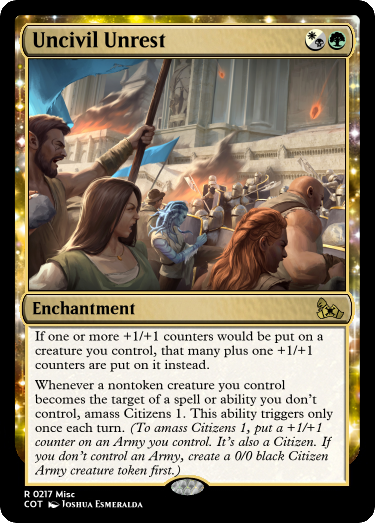 Uncivil Unrest
Enchantment
If one or more +1/+1 counters would be put on a
creature you control, that many plus one +1/+1
counters are put on it instead.
Whenever a nontoken creature you control
becomes the target of a spell or ability you don't
control, amass Citizens 1. This ability triggers only
once each turn. (To amass Citizens 1, put a +1/+1
counter on an Army you control. It's also a Citizen. If
you don't control an Army, create a 0/0 black Citizen
Army creature token first.)
R 0217 Misc
COT Joshua Esmeralda